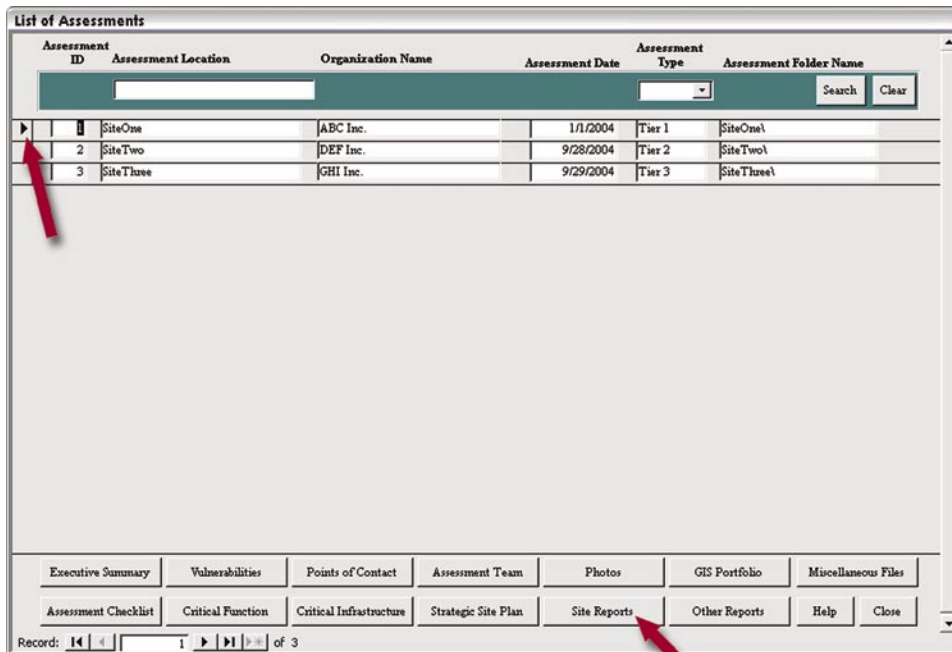 List of Assessments
Assessment ID Assessment Location Organization Name Assessment Date Assessment Type Assessment Folder Name
Search Clear
1 SiteOne ABC Inc. 1/1/2004 Tier 1 SiteOne\
2 SiteTwo DEF Inc. 9/28/2004 Tier 2 SiteTwo\
3 SiteThree GHI Inc. 9/29/2004 Tier 3 SiteThree\
Executive Summary Vulnerabilities Points of Contact Assessment Team Photos GIS Portfolio Miscellaneous Files
Assessment Checklist Critical Function Critical Infrastructure Strategic Site Plan Site Reports Other Reports Help Close
Record: 1 of 3